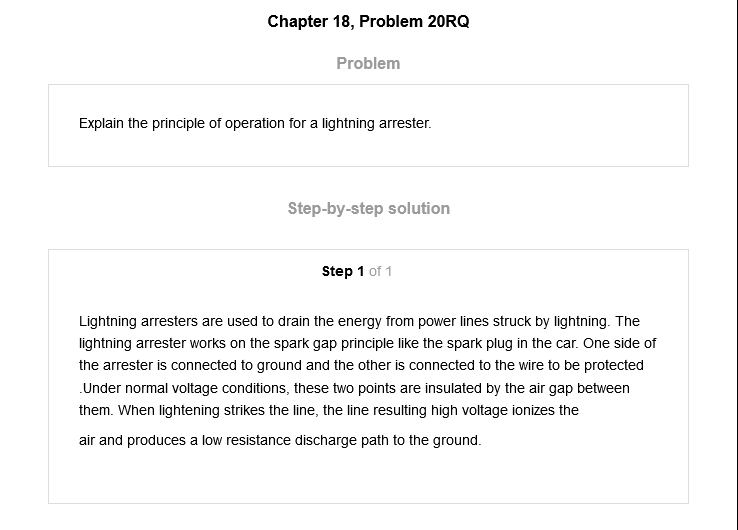 Chapter 18, Problem 20RQ
Problem
Explain the principle of operation for a lightning arrester.
Step-by-step solution
Step 1 of 1
Lightning arresters are used to drain the energy from power lines struck by lightning. The
lightning arrester works on the spark gap principle like the spark plug in the car. One side of
the arrester is connected to ground and the other is connected to the wire to be protected
.Under normal voltage conditions, these two points are insulated by the air gap between
them. When lightening strikes the line, the line resulting high voltage ionizes the
air and produces a low resistance discharge path to the ground.